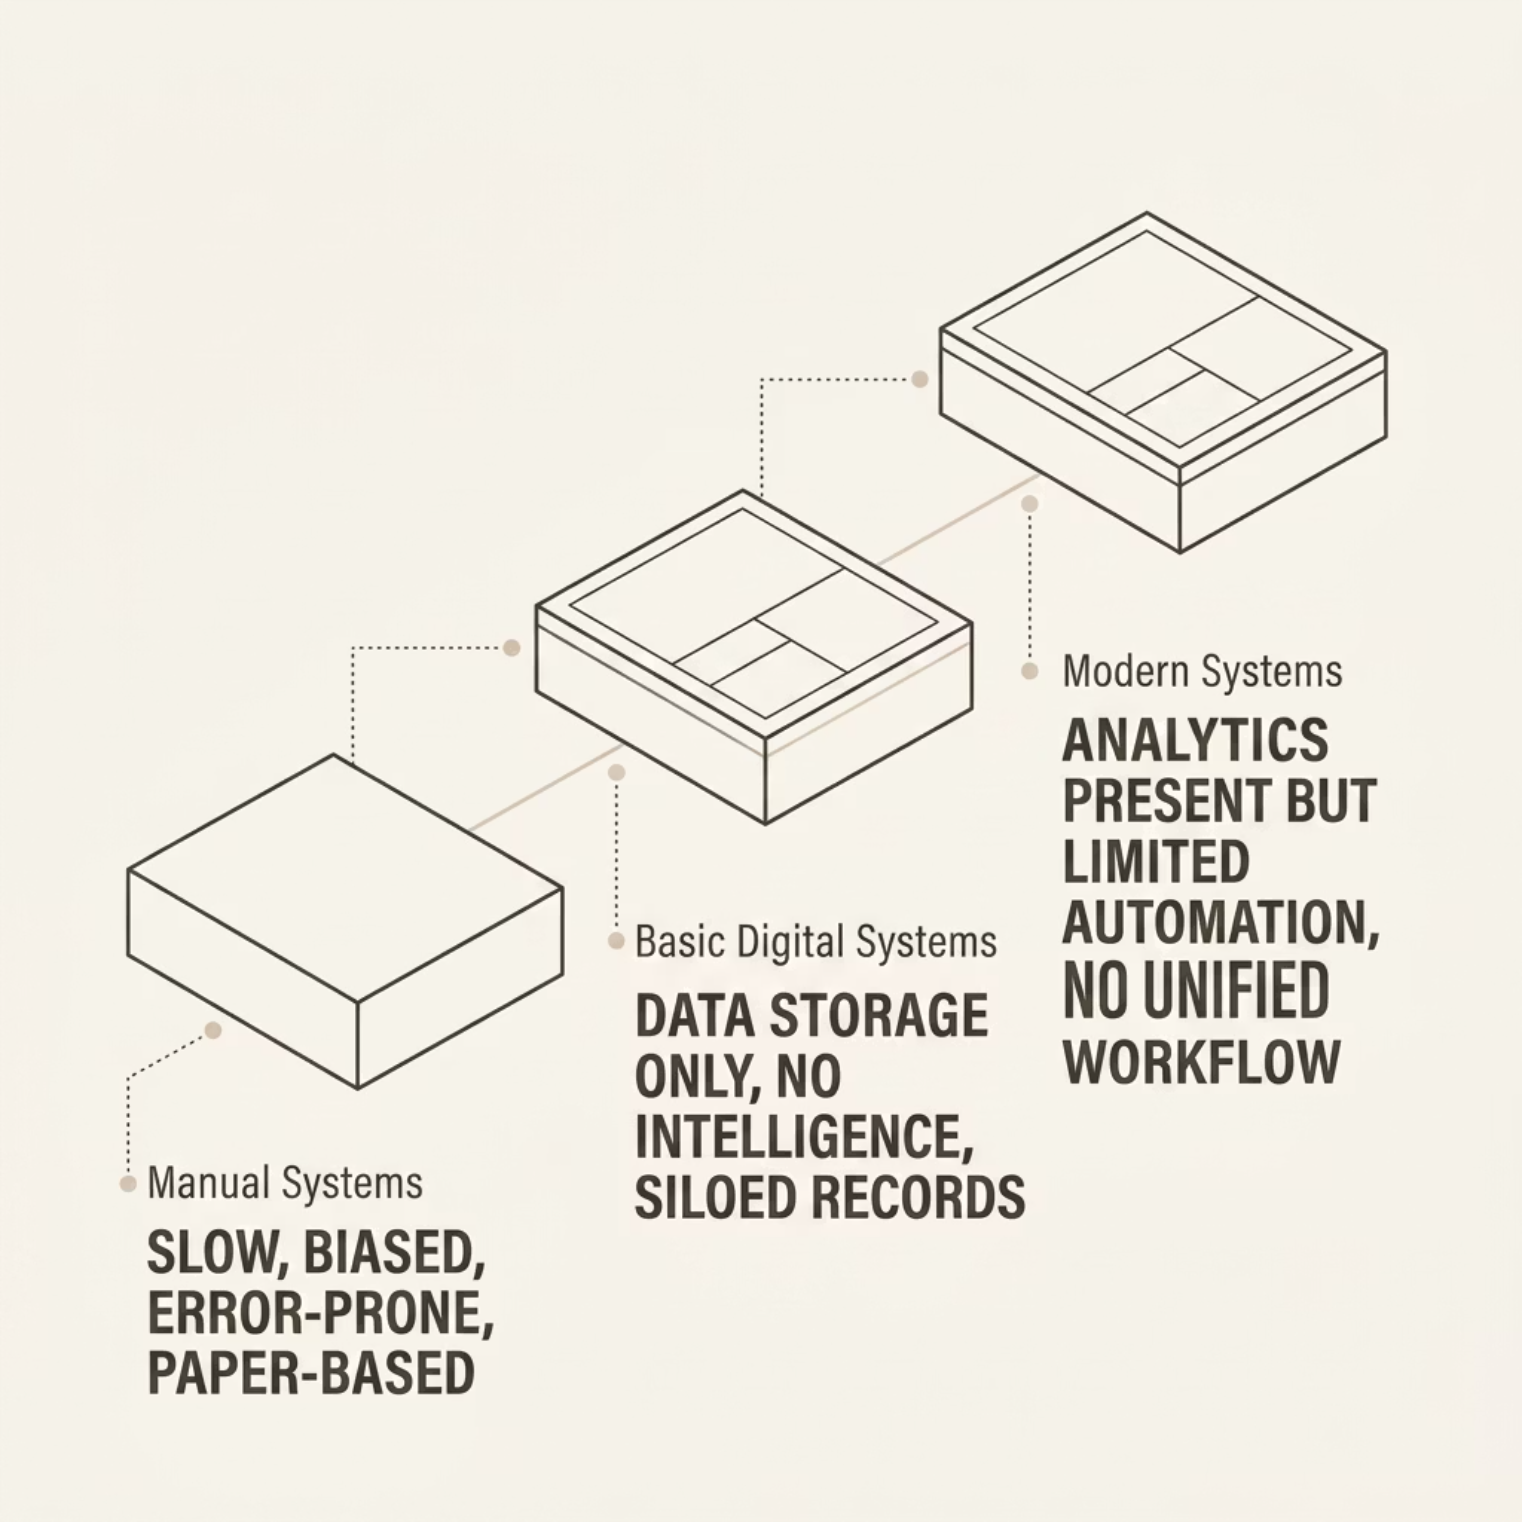 Manual Systems
SLOW, BIASED,
ERROR-PRONE,
PAPER-BASED
Basic Digital Systems
DATA STORAGE
ONLY, NO
INTELLIGENCE,
SILOED RECORDS
Modern Systems
ANALYTICS
PRESENT BUT
LIMITED
AUTOMATION,
NO UNIFIED
WORKFLOW